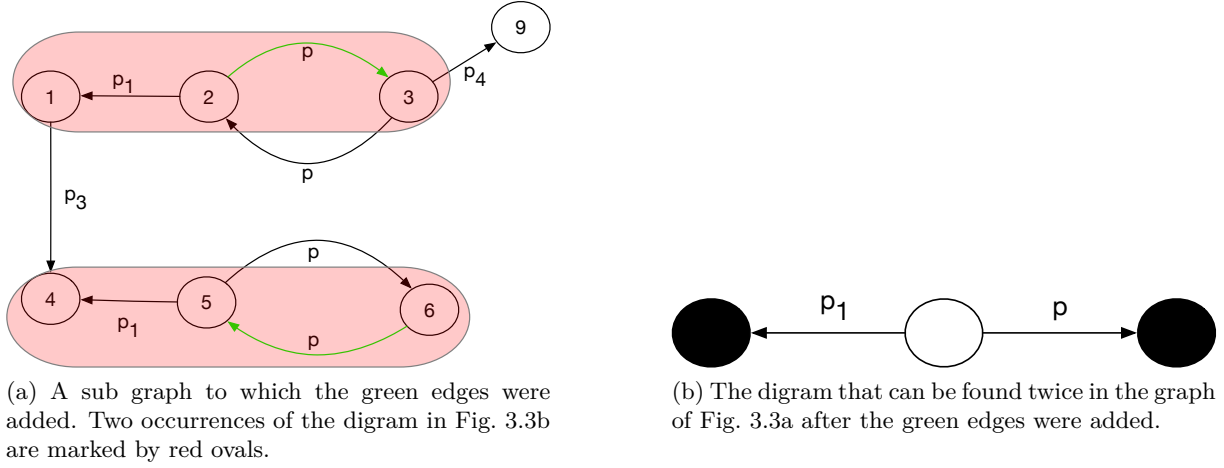 9
p
p4
p1
1
2
3
p
p3
p
4
5
6
p1
p
p1
p
(a) A sub graph to which the green edges were
added. Two occurrences of the digram in Fig. 3.3b
are marked by red ovals.
(b) The digram that can be found twice in the graph
of Fig. 3.3a after the green edges were added.